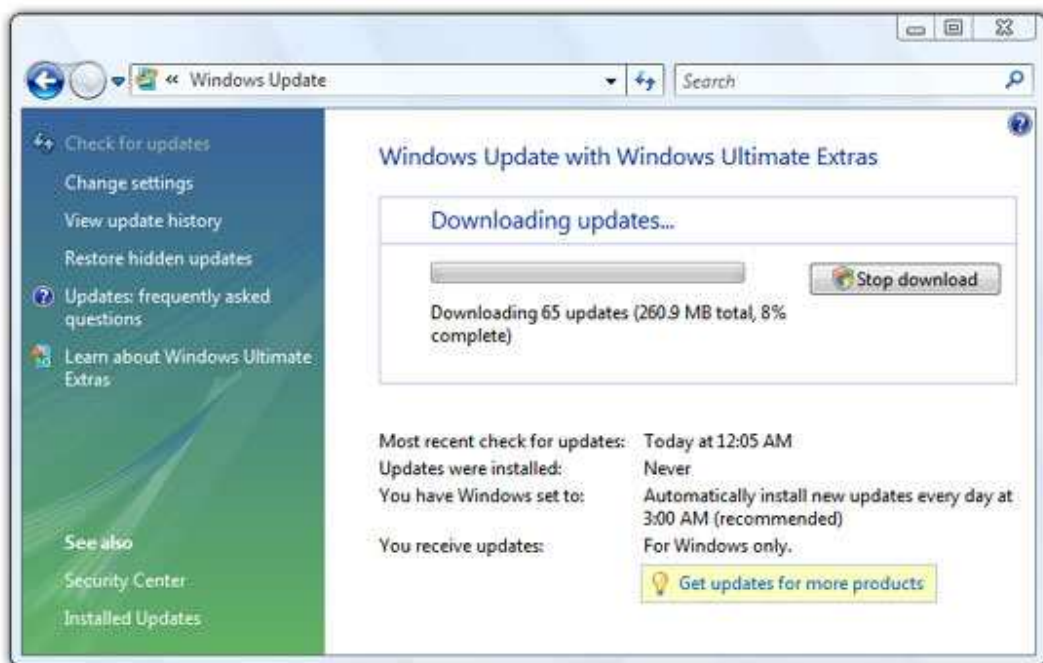 « Windows Update
Search
Check for updates
Change settings
View update history
Restore hidden updates
Updates: frequently asked
questions
Learn about Windows Ultimate
Extras
See also
Security Center
Installed Updates
Windows Update with Windows Ultimate Extras
Downloading updates...
Stop download
Downloading 65 updates (260.9 MB total, 8%
complete)
Most recent check for updates: Today at 12:05 AM
Updates were installed: Never
You have Windows set to: Automatically install new updates every day at
3:00 AM (recommended)
You receive updates: For Windows only.
Get updates for more products